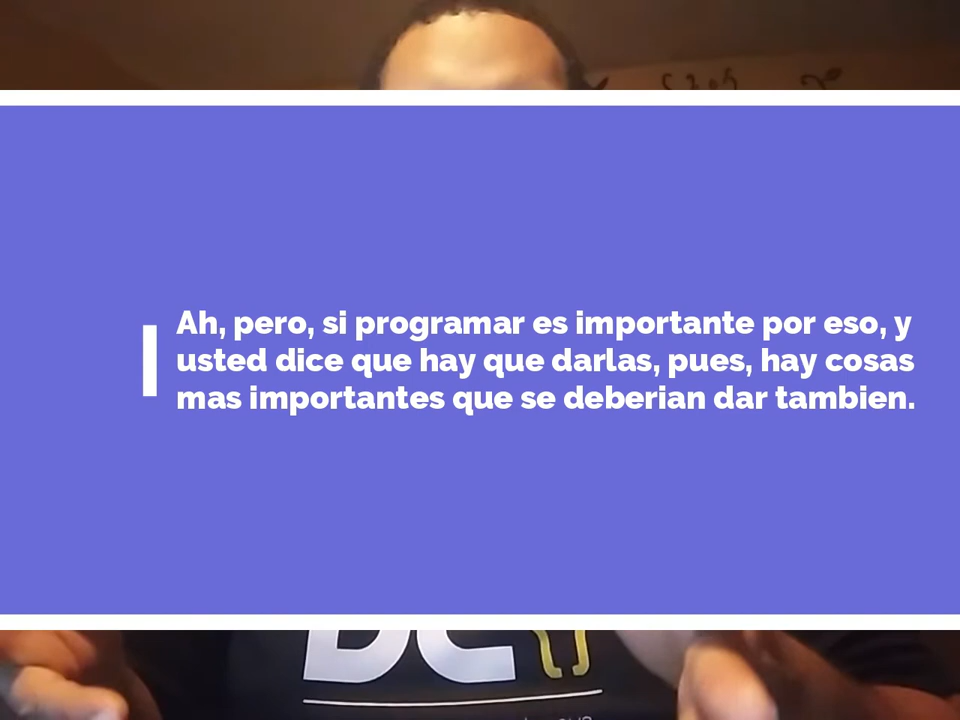 Ah, pero, si programar es importante por eso, y
usted dice que hay que darlas, pues, hay cosas
mas importantes que se deberian dar tambien.
DC{}